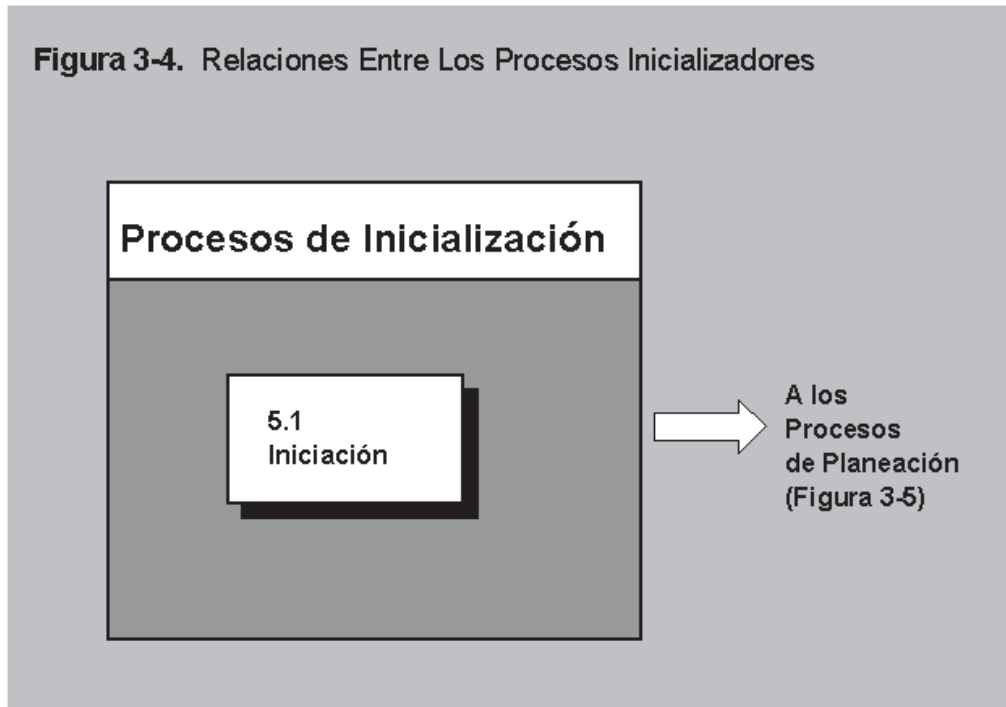 Figura 3-4. Relaciones Entre Los Procesos Inicializadores
Procesos de Inicialización
5.1
Iniciación
A los
Procesos
de Planeación
(Figura 3-5)